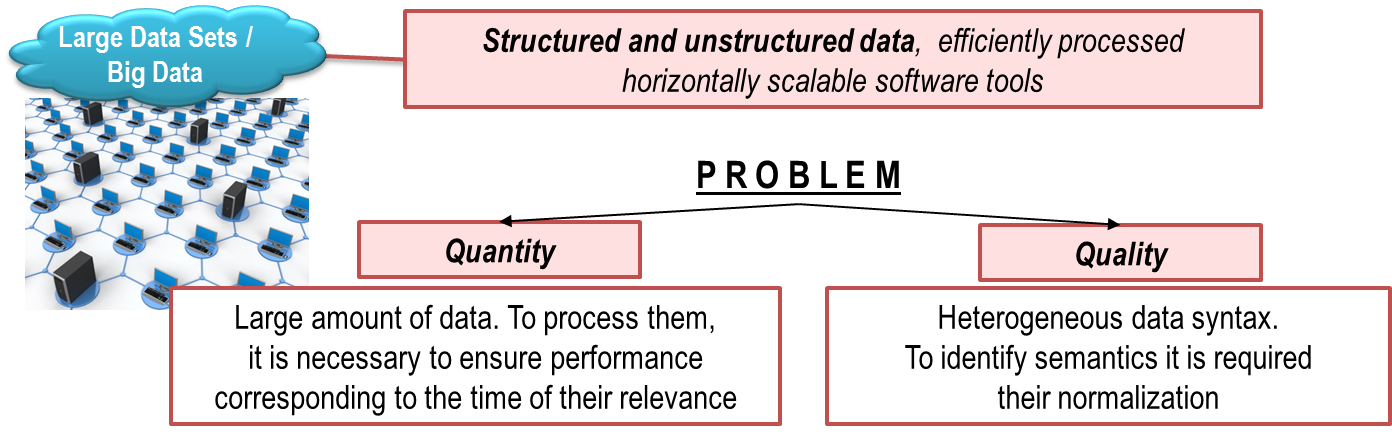 Large Data Sets /
Big Data
Structured and unstructured data, efficiently processed
horizontally scalable software tools
P R O B L E M
Quantity
Quality
Large amount of data. To process them,
it is necessary to ensure performance
corresponding to the time of their relevance
Heterogeneous data syntax.
To identify semantics it is required
their normalization